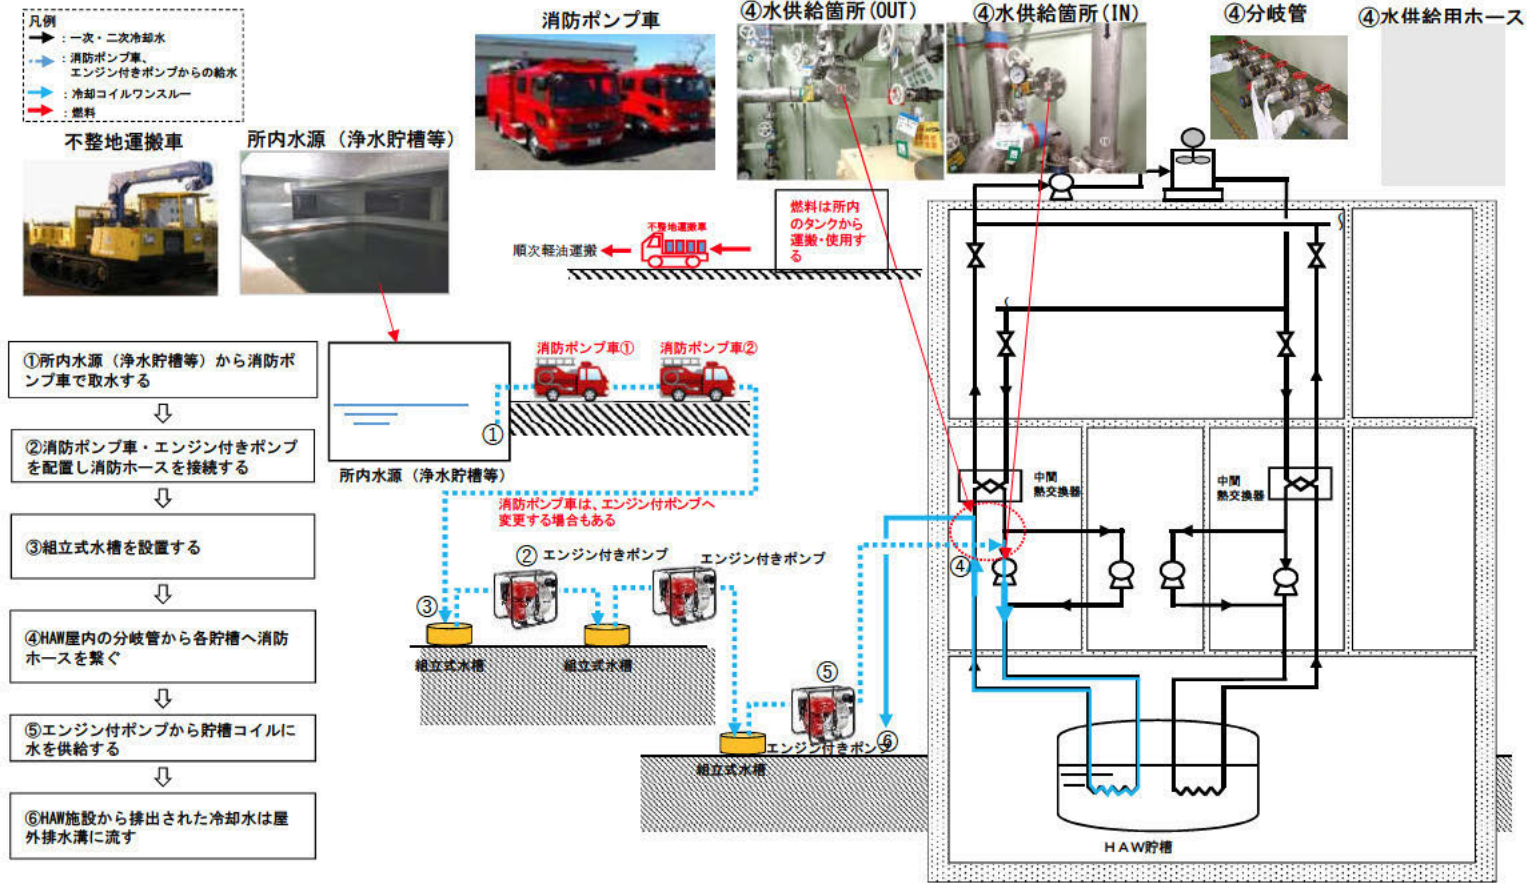 凡例
：一次・二次冷却水
：消防ポンプ車、
エンジン付きポンプからの給水
：冷却コイルワンスルー
：燃料
不整地運搬車
所内水源（浄水貯槽等）
消防ポンプ車
④水供給箇所(OUT)
④水供給箇所(IN)
④分岐管
④水供給用ホース
燃料は所内
のタンクから
運搬・使用す
る
不整地運搬車
順次軽油運搬
①所内水源（浄水貯槽等）から消防ポ
ンプ車で取水する
②消防ポンプ車・エンジン付きポンプ
を配置し消防ホースを接続する
③組立式水槽を設置する
④HAW屋内の分岐管から各貯槽へ消防
ホースを繋ぐ
⑤エンジン付ポンプから貯槽コイルに
水を供給する
⑥HAW施設から排出された冷却水は屋
外排水溝に流す
消防ポンプ車①
消防ポンプ車②
①
所内水源（浄水貯槽等）
消防ポンプ車は、エンジン付ポンプへ
変更する場合もある
②
エンジン付きポンプ
エンジン付きポンプ
③
組立式水槽
組立式水槽
⑤
エンジン付きポンプ
⑥
組立式水槽
中間
熱交換器
中間
熱交換器
④
HAW貯槽